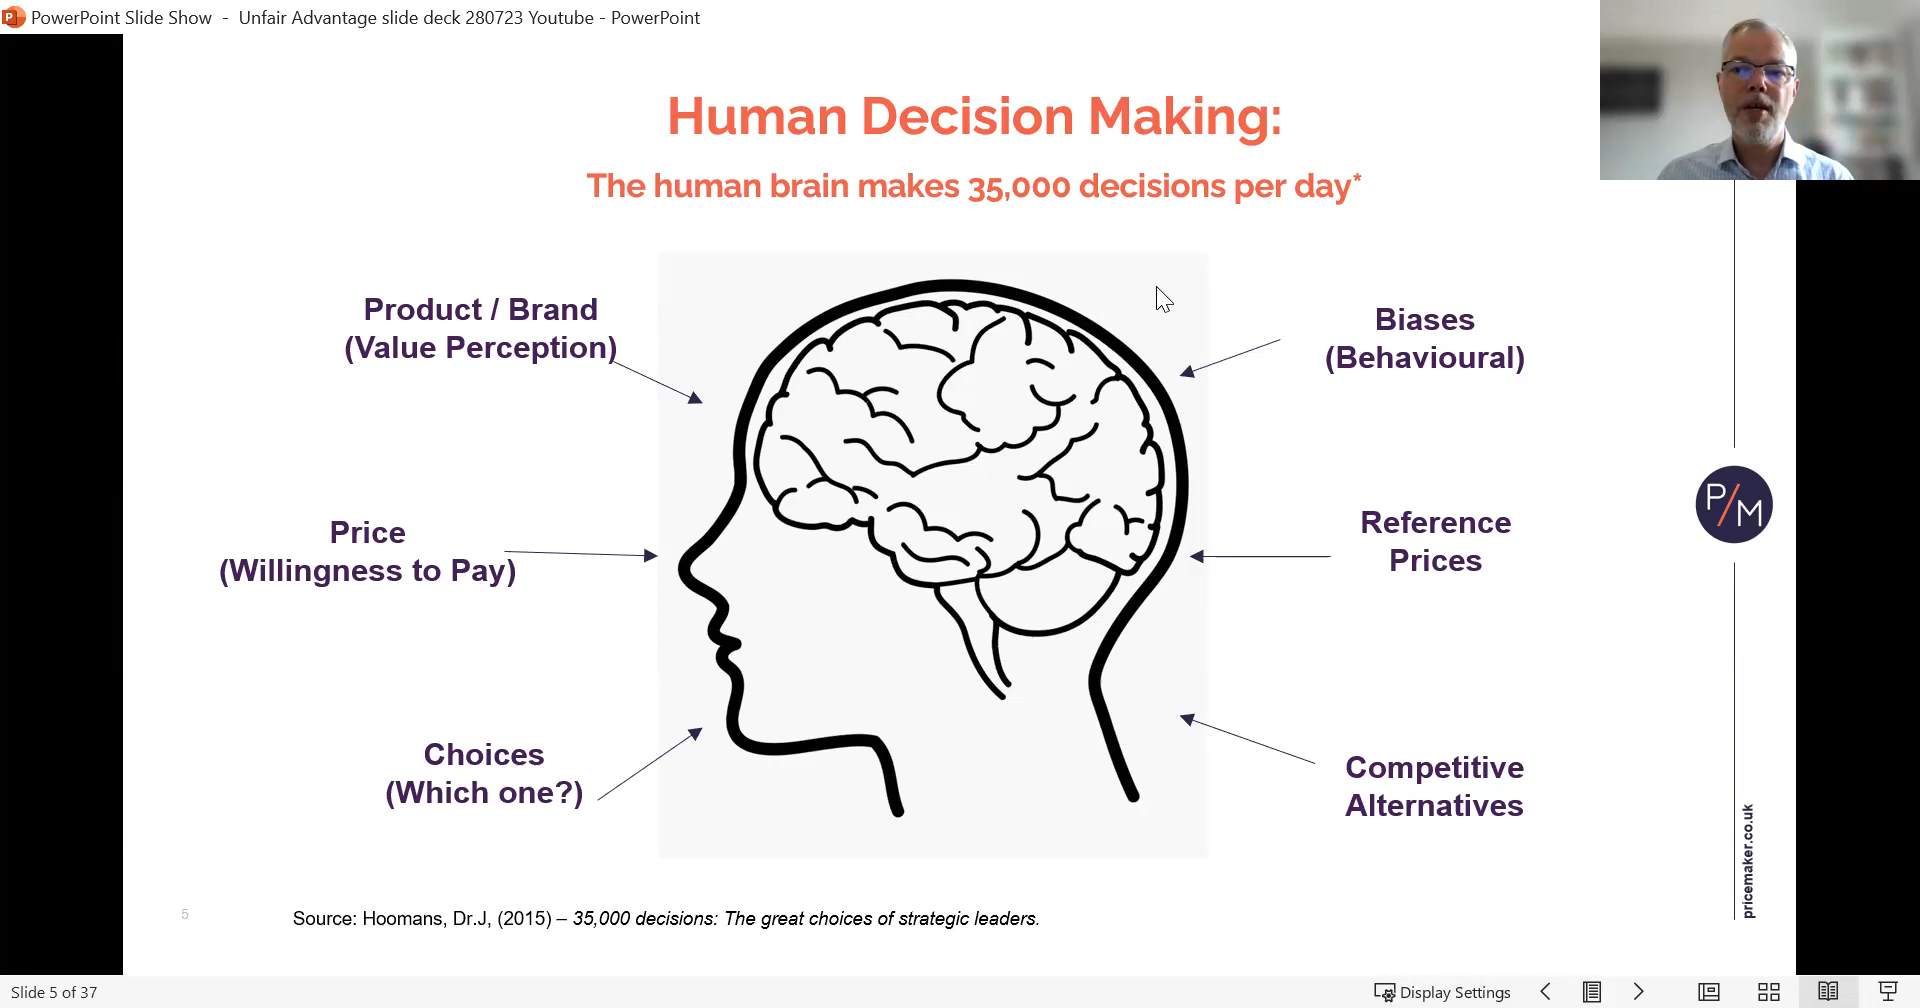 PowerPoint Slide Show - Unfair Advantage slide deck 280723 Youtube - PowerPoint
Human Decision Making:
The human brain makes 35,000 decisions per day*
Product / Brand
(Value Perception)
Price
(Willingness to Pay)
Choices
(Which one?)
Biases
(Behavioural)
Reference
Prices
Competitive
Alternatives
P/M
pricemaker.co.uk
5
Source: Hoomans, Dr.J, (2015) – 35,000 decisions: The great choices of strategic leaders.
Slide 5 of 37
Display Settings